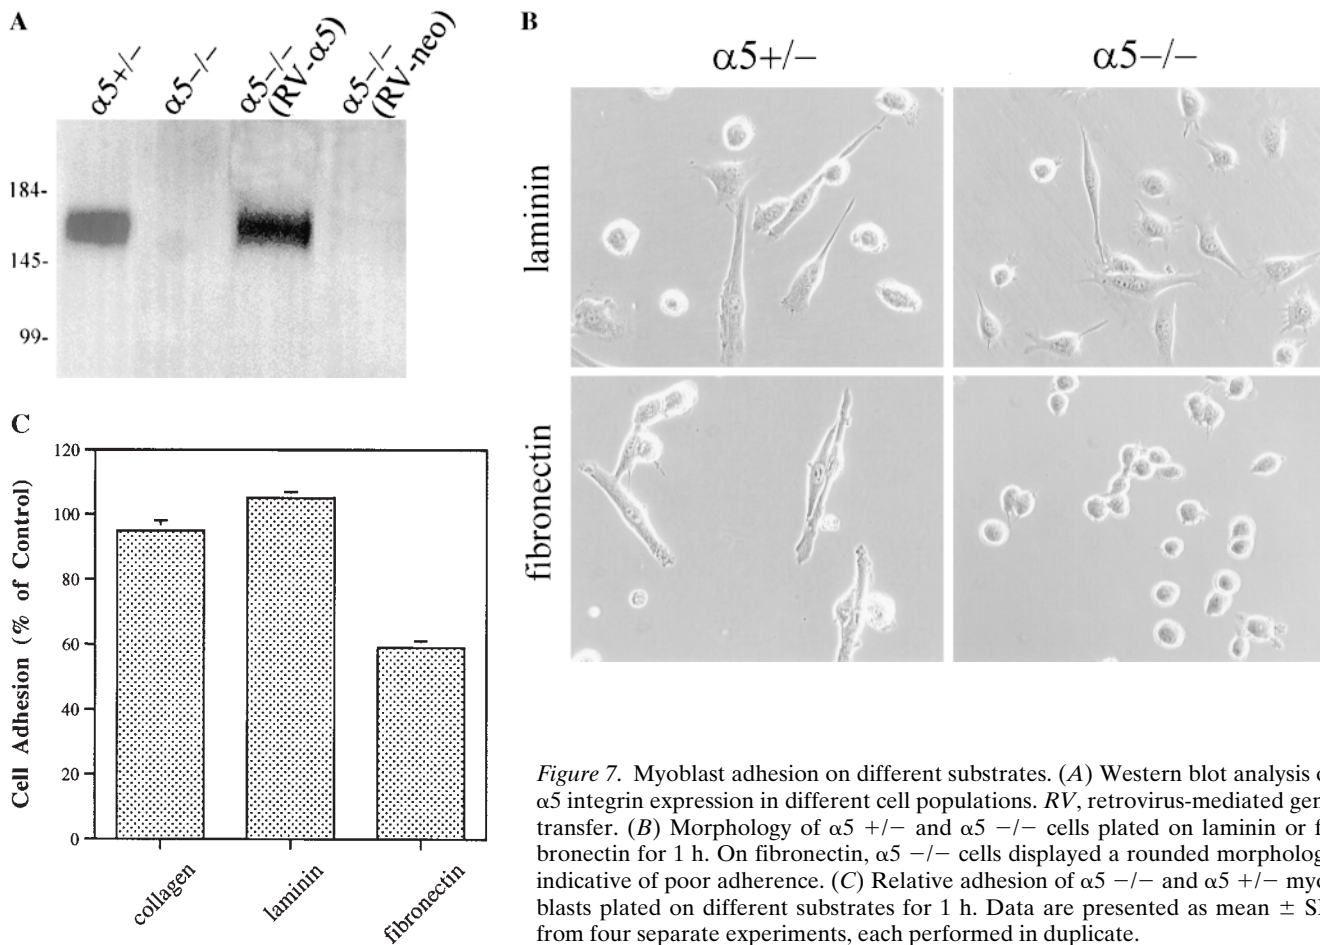 A
α5+/−
α5−/−
α5−/−
(RV-α5)
α5−/−
(RV-neo)
184-
145-
99-
B
α5+/−
α5−/−
laminin
fibronectin
C
Cell Adhesion (% of Control)
120
100
80
60
40
20
0
collagen
laminin
fibronectin
Figure 7. Myoblast adhesion on different substrates. (A) Western blot analysis
α5 integrin expression in different cell populations. RV, retrovirus-mediated gen
transfer. (B) Morphology of α5 +/− and α5 −/− cells plated on laminin or f
bronectin for 1 h. On fibronectin, α5 −/− cells displayed a rounded morpholog
indicative of poor adherence. (C) Relative adhesion of α5 −/− and α5 +/− myo
blasts plated on different substrates for 1 h. Data are presented as mean ± S
from four separate experiments, each performed in duplicate.